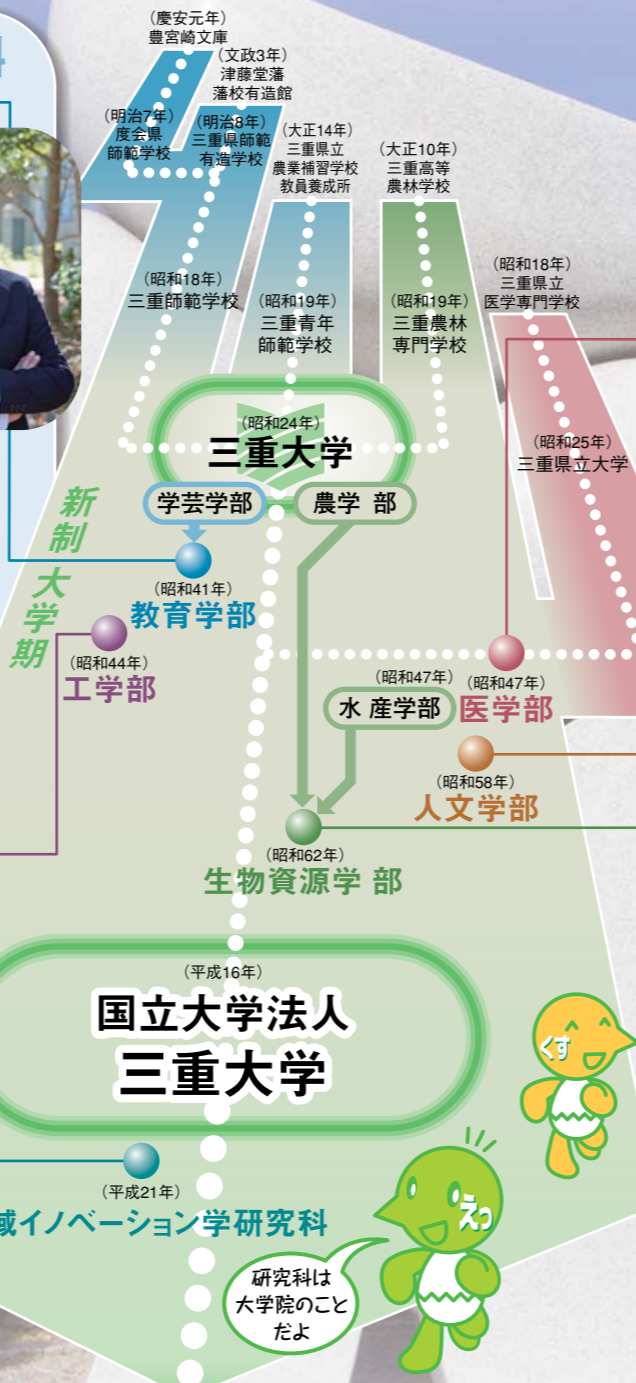 (慶安元年)
豊宮崎文庫
(文政3年)
津藤堂藩
藩校有造館
(明治7年)
度会県
師範学校
(明治8年)
三重県師範
有造学校
(大正14年)
三重県立
農業補習学校
教員養成所
(大正10年)
三重高等
農林学校
(昭和18年)
三重師範学校
(昭和19年)
三重青年
師範学校
(昭和19年)
三重農林
専門学校
(昭和18年)
三重県立
医学専門学校
(昭和25年)
三重県立大学
(昭和24年)
三重大学
学芸学部
農学 部
新制大学期
(昭和41年)
教育学部
(昭和44年)
工学部
(昭和47年)
水 産学部
(昭和47年)
医学部
(昭和58年)
人文学部
(昭和62年)
生物資源学 部
(平成16年)
国立大学法人
三重大学
くす
(平成21年)
域イノベーション学研究科
えっ
研究科は
大学院のこと
だよ